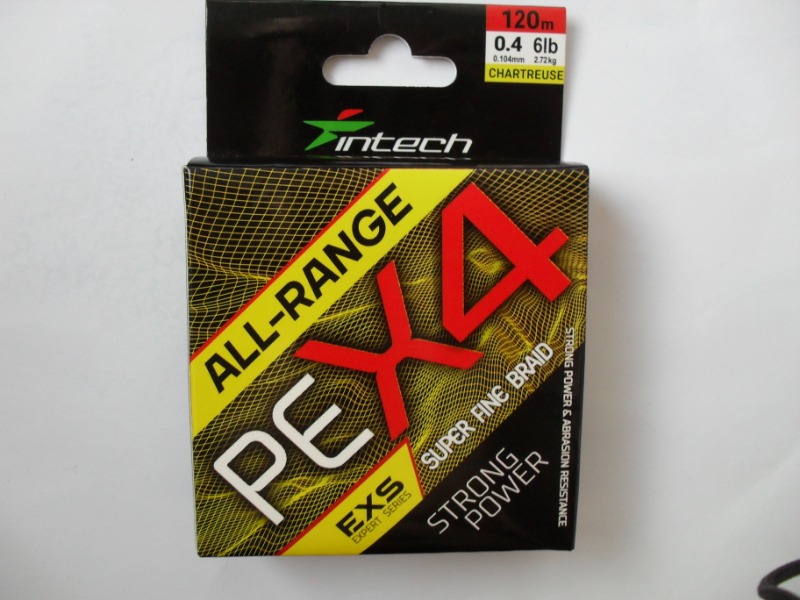 120m
0.4 6lb
0.104mm 2.72kg
CHARTREUSE
intech
ALL-RANGE
PE X4
SUPER FINE BRAID
STRONG POWER & ABRASION RESISTANCE
EXS
EXPERT SERIES
STRONG
POWER